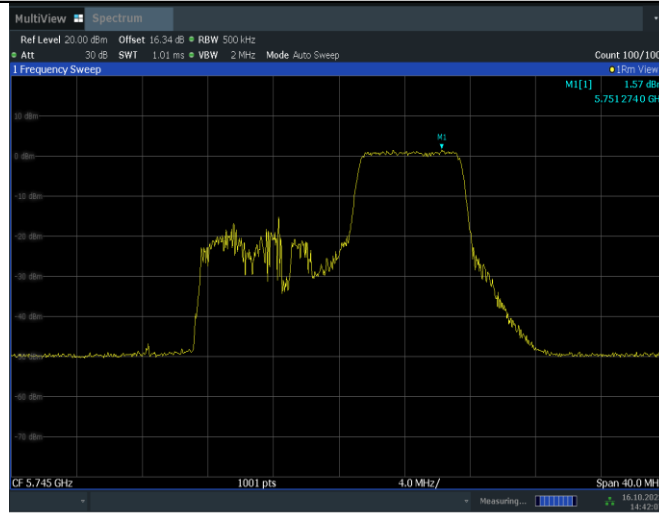 MultiView Spectrum
Ref Level 20.00 dBm Offset 16.34 dB RBW 500 kHz
Att 30 dB SWT 1.01 ms VBW 2 MHz Mode Auto Sweep Count 100/100
1 Frequency Sweep 1Rm View
M1[1] 1.57 dBm
5.7512740 GH
10 dBm
M1
0 dBm
-10 dBm
-20 dBm
-30 dBm
-40 dBm
-50 dBm
-60 dBm
-70 dBm
CF 5.745 GHz 1001 pts 4.0 MHz/ Span 40.0 MH
Measuring... 16.10.202
14:42:0